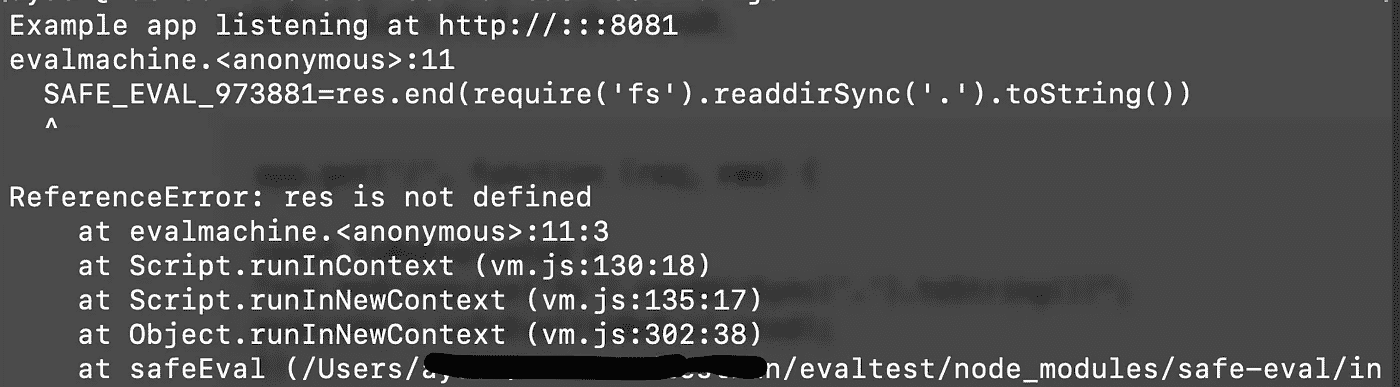 Example app listening at http://:::8081
evalmachine.<anonymous>:11
  SAFE_EVAL_973881=res.end(require('fs').readdirSync('.').toString())
  ^
ReferenceError: res is not defined
    at evalmachine.<anonymous>:11:3
    at Script.runInContext (vm.js:130:18)
    at Script.runInNewContext (vm.js:135:17)
    at Object.runInNewContext (vm.js:302:38)
    at safeEval (/Users/ n/evaltest/node_modules/safe-eval/in